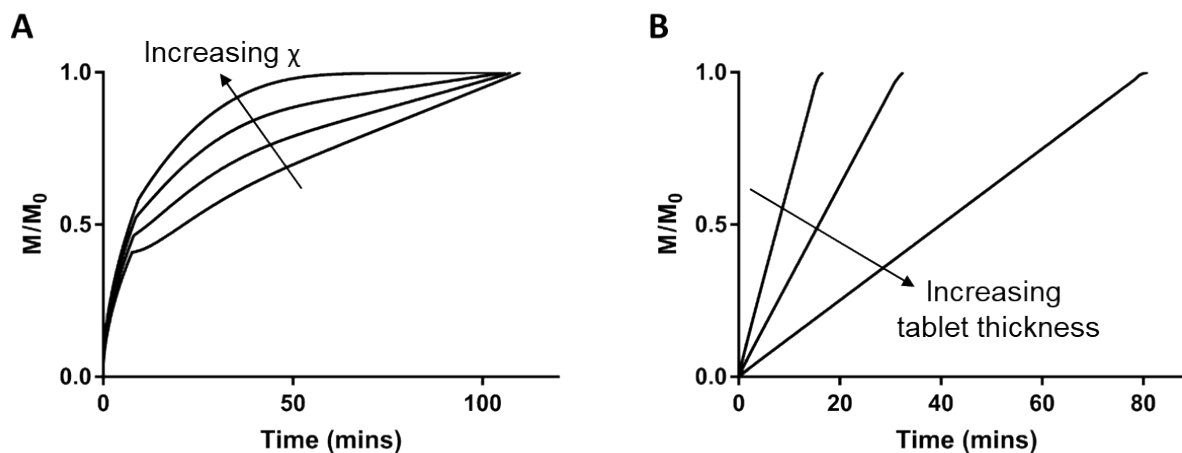 A
Increasing χ
1.0
0.5
0.0
M/M₀
0
50
100
Time (mins)
B
1.0
0.5
0.0
M/M₀
Increasing
tablet thickness
0
20
40
60
80
Time (mins)